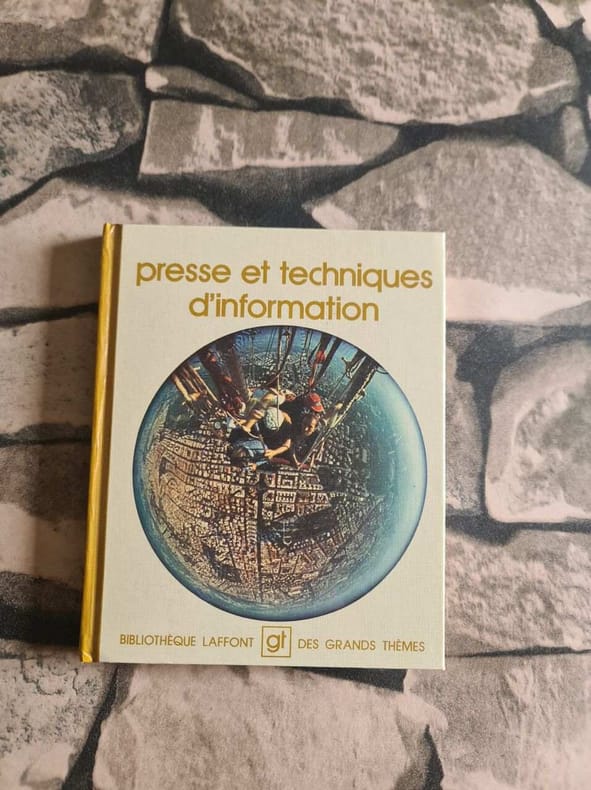 presse et techniques
d'information
BIBLIOTHÈQUE LAFFONT gt DES GRANDS THÈMES